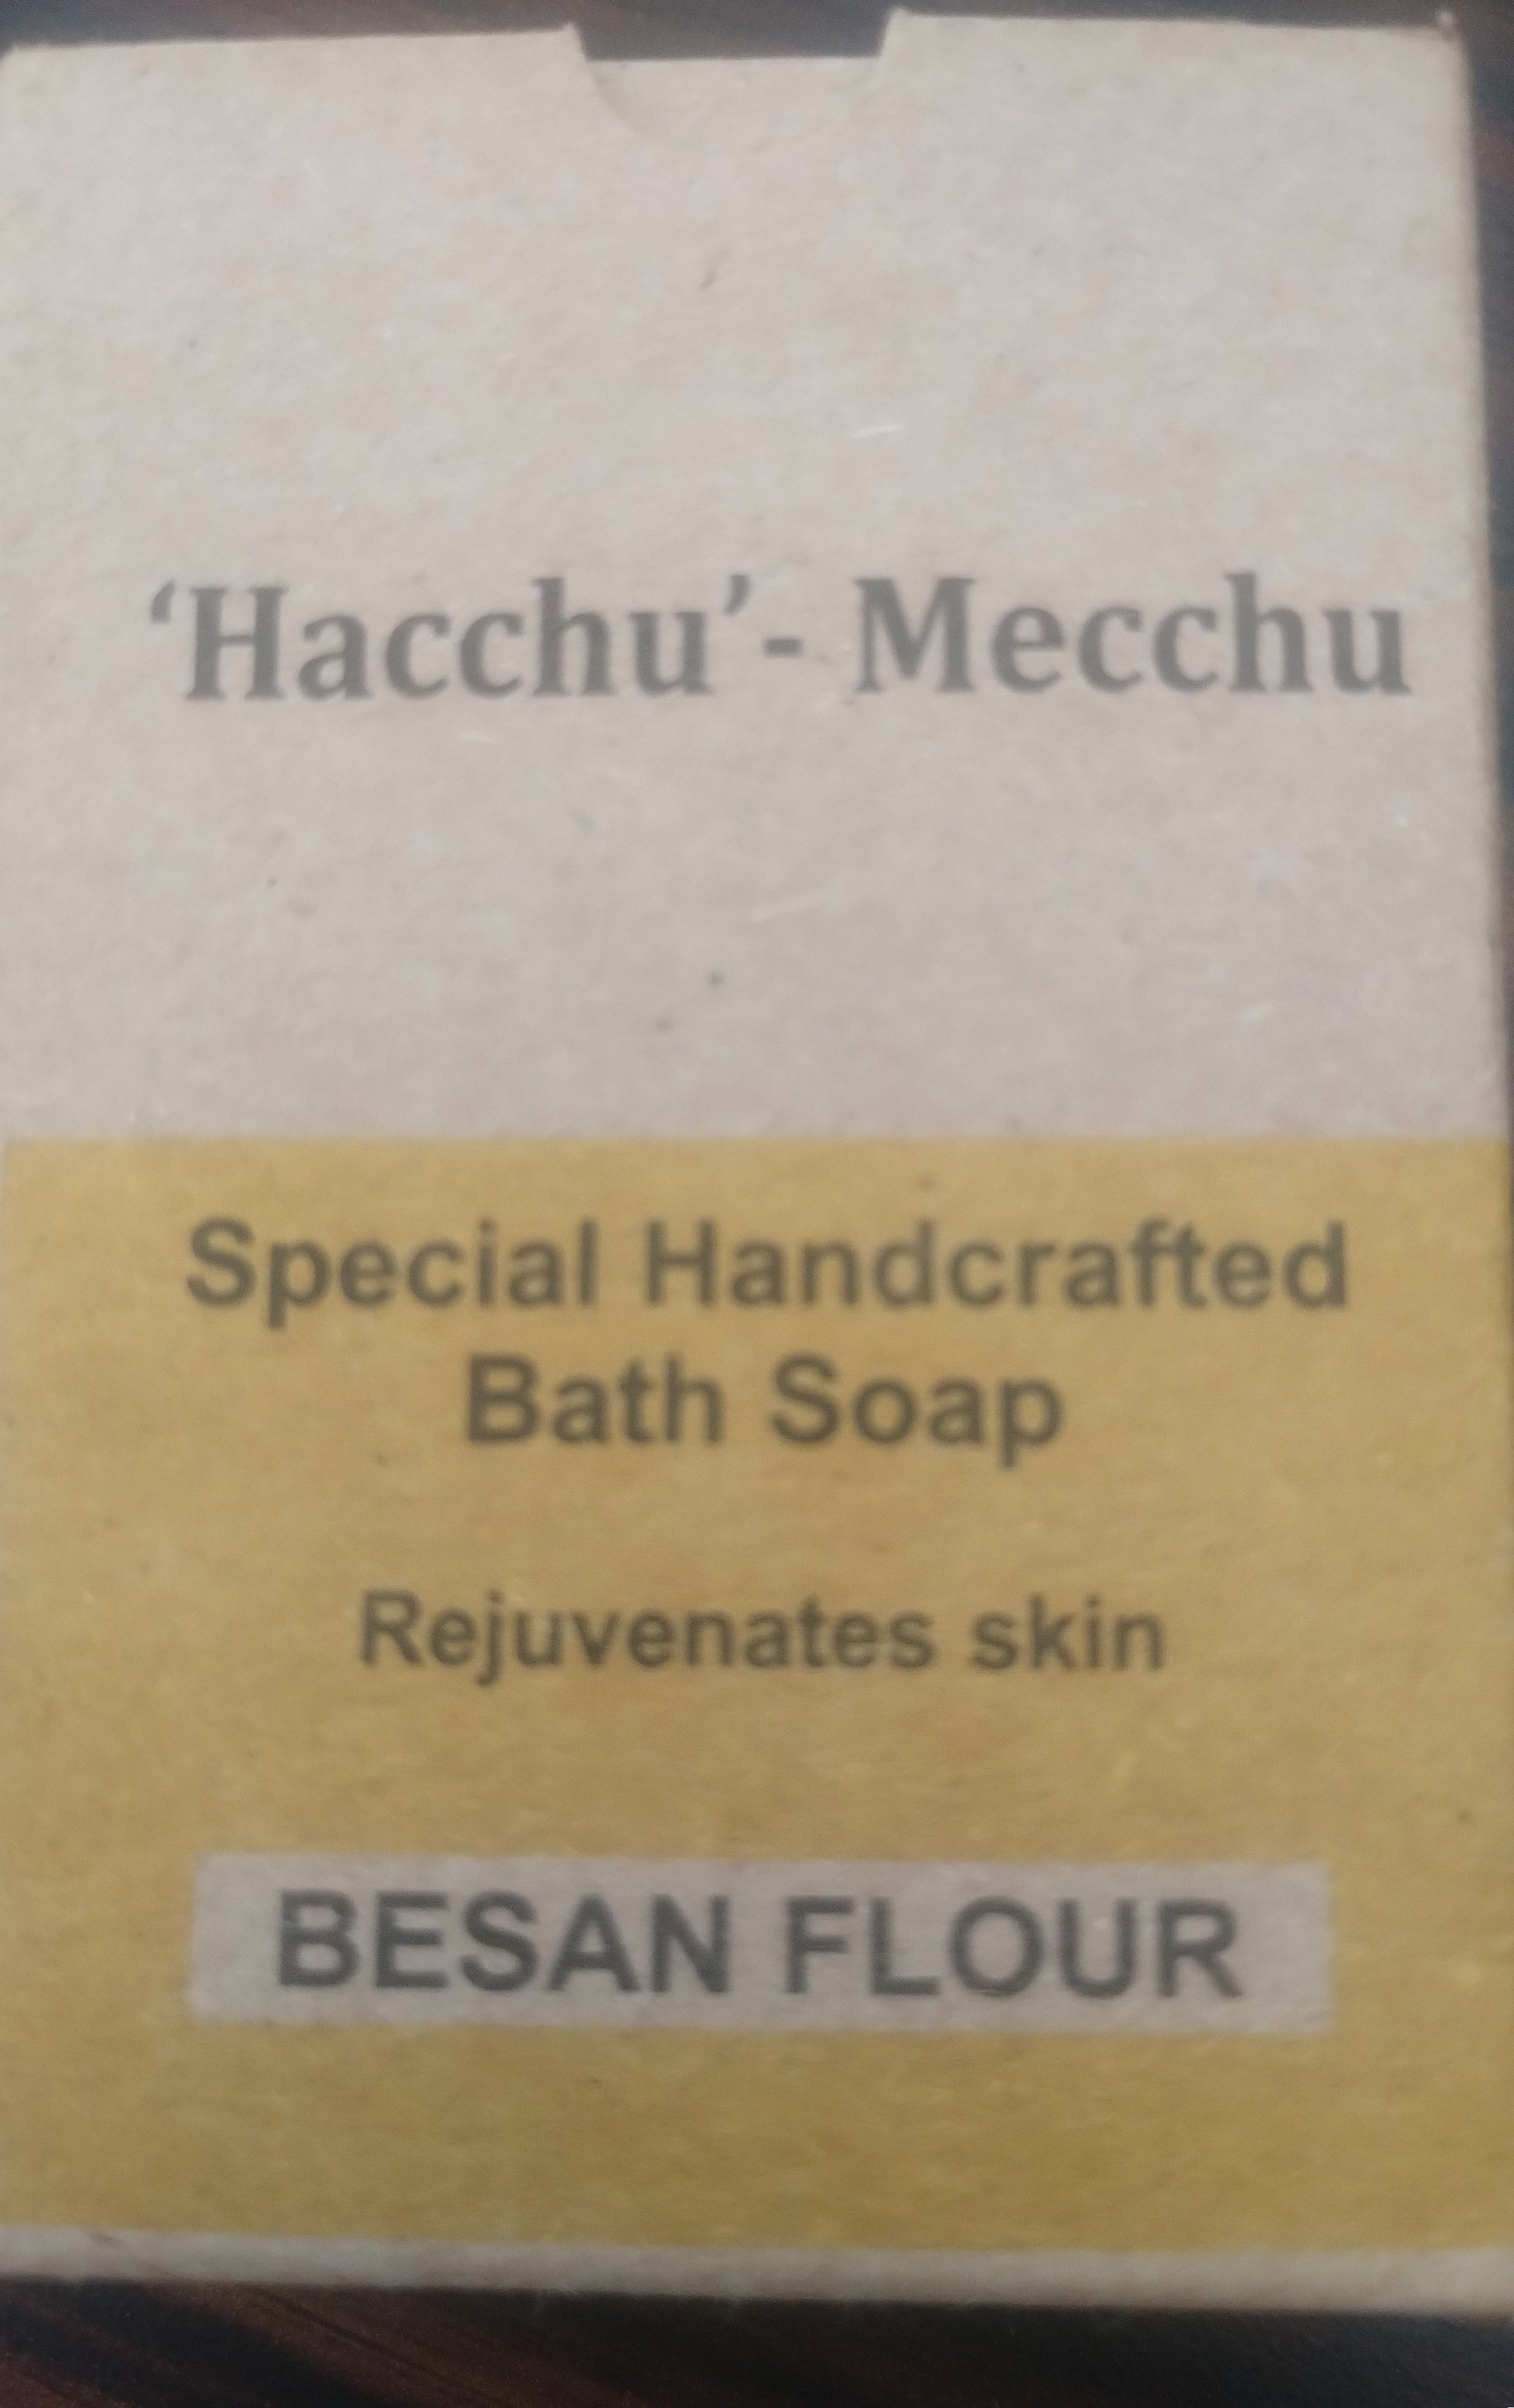 ‘Hacchu’- Mecchu
Special Handcrafted
Bath Soap
Rejuvenates skin
BESAN FLOUR